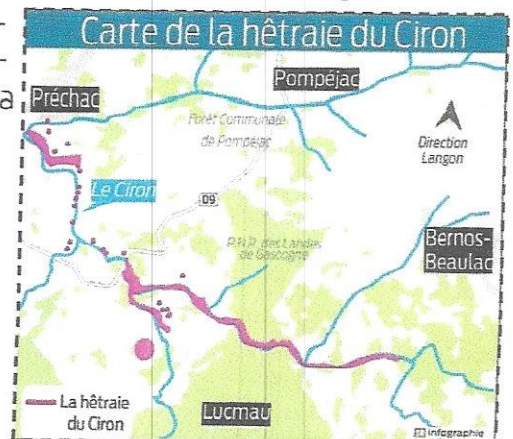 Carte de la hêtraie du Ciron
Pompéjac
Préchac
Forêt Communale
de Pompéjac
Direction
Langon
Le Ciron
D9
P.N.R. des Landes
de Gascogne
Bernos-
Beaulac
La hêtraie
du Ciron
Lucmau
infographie
a